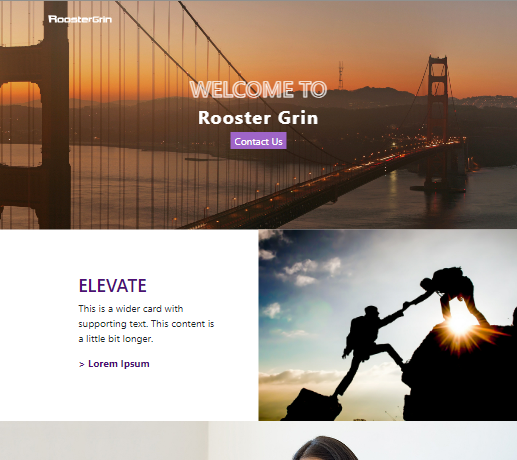 RoosterGrin
WELCOME TO
Rooster Grin
Contact Us
ELEVATE
This is a wider card with
supporting text. This content is
a little bit longer.
> Lorem Ipsum